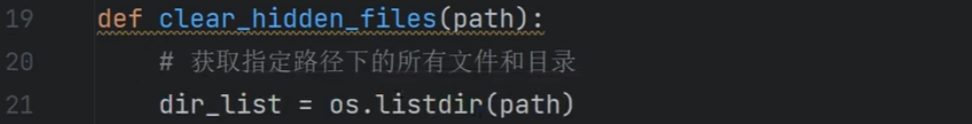 19 def clear_hidden_files(path):
20 # 获取指定路径下的所有文件和目录
21 dir_list = os.listdir(path)